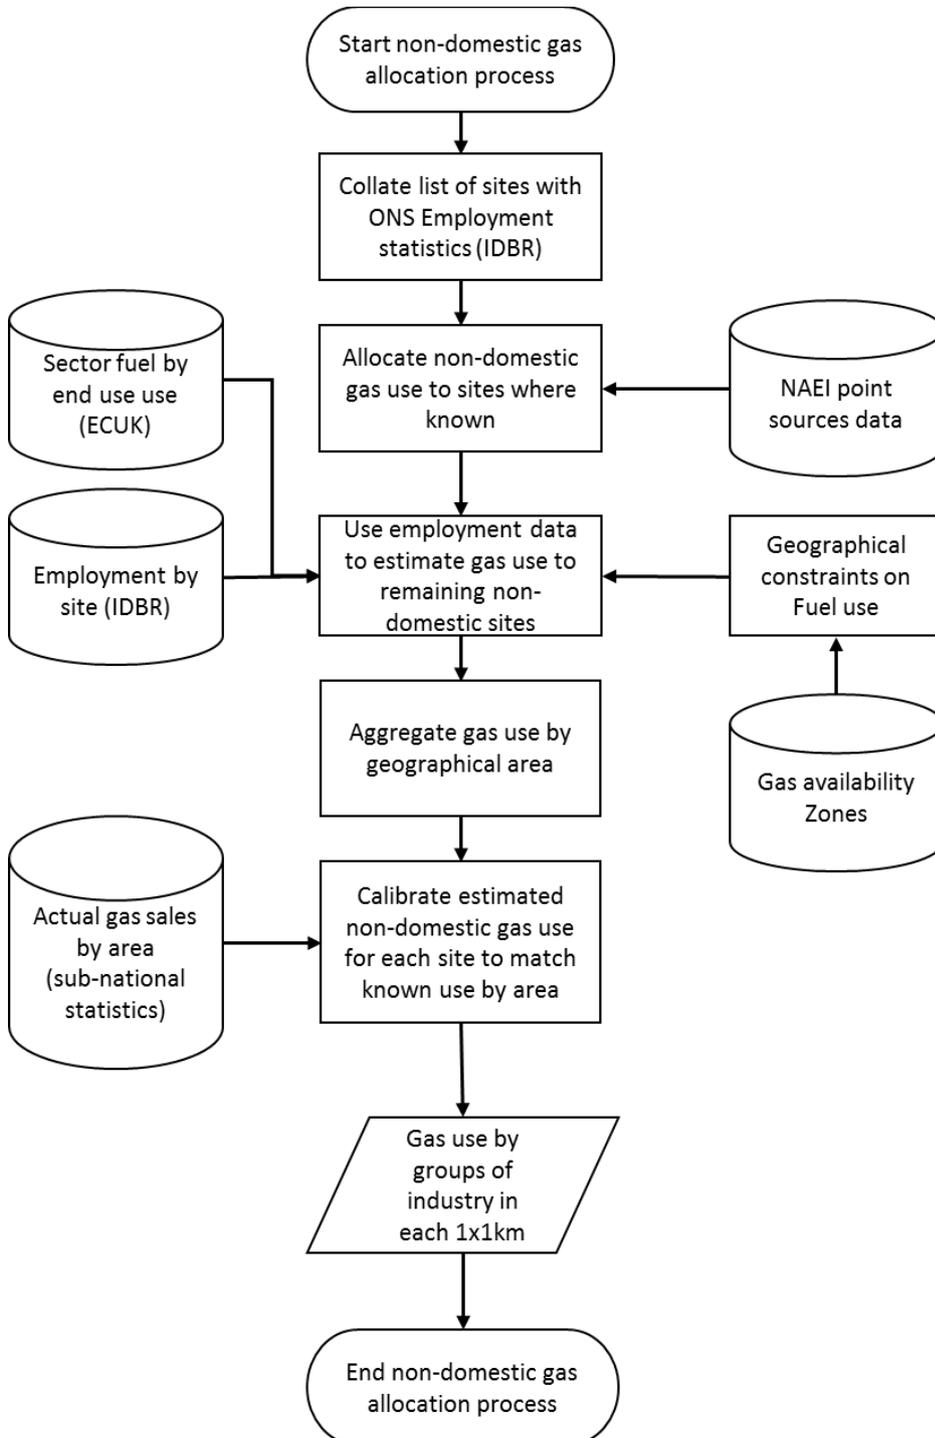 Start non-domestic gas
allocation process
Collate list of sites with
ONS Employment
statistics (IDBR)
Sector fuel by
end use use
(ECUK)
Allocate non-domestic
gas use to sites where
known
NAEI point
sources data
Employment by
site (IDBR)
Use employment data
to estimate gas use to
remaining non-
domestic sites
Geographical
constraints on
Fuel use
Aggregate gas use by
geographical area
Gas availability
Zones
Actual gas sales
by area
(sub-national
statistics)
Calibrate estimated
non-domestic gas use
for each site to match
known use by area
Gas use by
groups of
industry in
each 1x1km
End non-domestic gas
allocation process